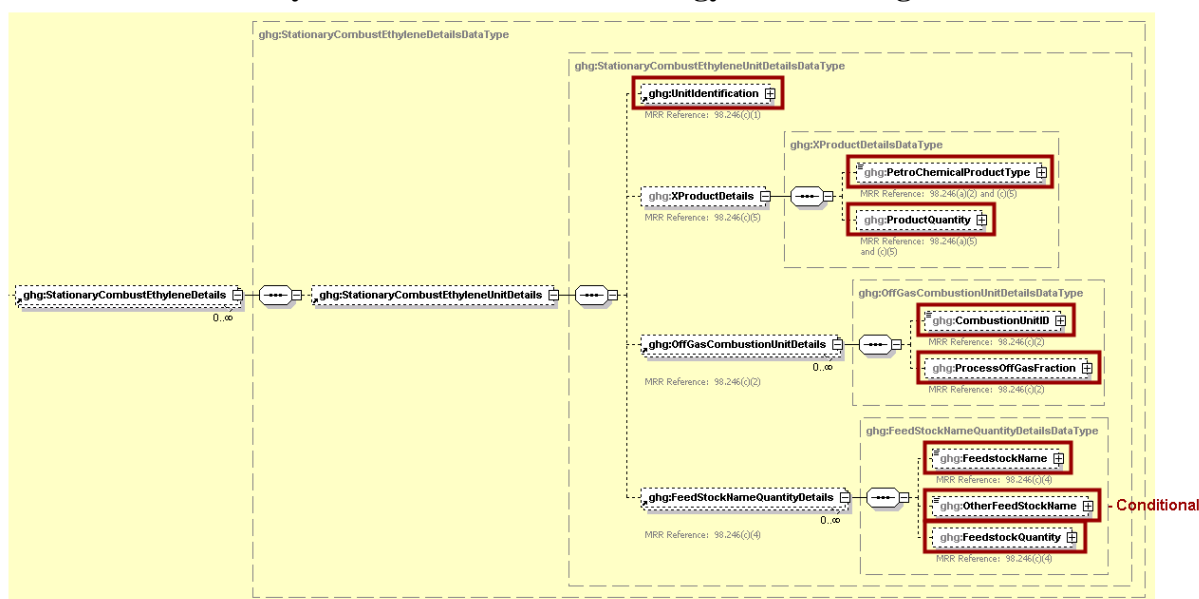 ghg:StationaryCombustEthyleneDetailsDataType
ghg:StationaryCombustEthyleneUnitDetailsDataType
ghg:UnitIdentification
MRR Reference: 98.246(c)(1)
ghg:XProductDetailsDataType
ghg:PetroChemicalProductType
MRR Reference: 98.246(a)(2) and (c)(5)
ghg:XProductDetails
MRR Reference: 98.246(c)(5)
ghg:ProductQuantity
MRR Reference: 98.246(a)(5)
and (c)(5)
ghg:StationaryCombustEthyleneDetails
0..∞
ghg:StationaryCombustEthyleneUnitDetails
ghg:OffGasCombustionUnitDetailsDataType
ghg:CombustionUnitID
MRR Reference: 98.246(c)(2)
ghg:OffGasCombustionUnitDetails
0..∞
MRR Reference: 98.246(c)(2)
ghg:ProcessOffGasFraction
MRR Reference: 98.246(c)(2)
ghg:FeedStockNameQuantityDetailsDataType
ghg:FeedstockName
MRR Reference: 98.246(c)(4)
ghg:FeedStockNameQuantityDetails
0..∞
MRR Reference: 98.246(c)(4)
ghg:OtherFeedStockName
Conditional
ghg:FeedstockQuantity
MRR Reference: 98.246(c)(4)